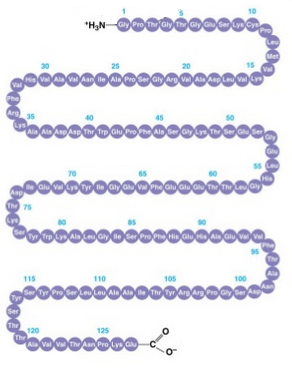 1 5 10
+H₃N Gly Pro Thr Gly Thr Gly Glu Ser Lys Cys
Pro
Leu
Met
30 25 20 15
Val His Val Ala Val Asn Ile Ala Pro Ser Gly Arg Val Ala Asp Leu Val Lys Val
Phe
Arg
35 40 45 50
Lys Ala Ala Asp Asp Thr Trp Glu Pro Phe Ala Ser Gly Lys Thr Ser Glu Ser Gly
Glu
Leu
55
His
70 65 60
Asp Ile Glu Val Lys Tyr Ile Gly Glu Val Phe Glu Glu Glu Thr Thr Leu Gly
Thr
75
Lys
80 85 90
Ser Tyr Trp Lys Ala Leu Gly Ile Ser Pro Phe His Glu His Ala Glu Val Val
Phe
95
Thr
Ala
Asn
115 110 105 100
Tyr Ser Tyr Pro Ser Leu Leu Ala Ala Ile Thr Tyr Arg Arg Pro Gly Ser Asp
Ser
Thr
120 125
Thr Ala Val Val Thr Asn Pro Lys Glu C O
O⁻